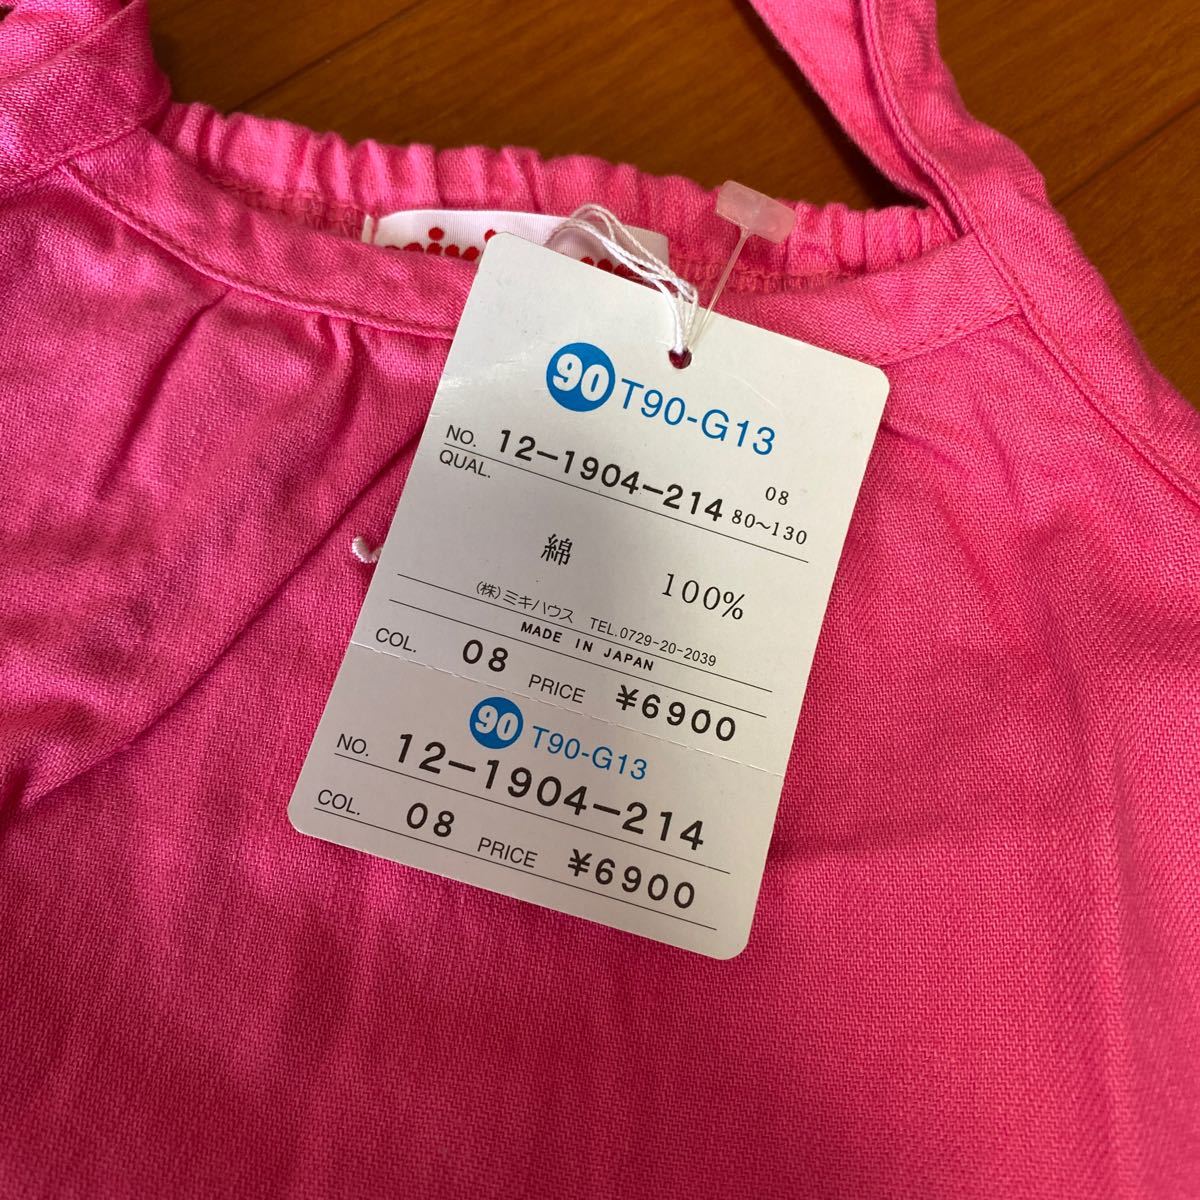 90 T90-G13
NO. 12-1904-214 08 80~130
QUAL.
綿 100%
(株)ミキハウス TEL.0729-20-2039
MADE IN JAPAN
COL. 08 PRICE ¥6900
90 T90-G13
NO. 12-1904-214
COL. 08 PRICE ¥6900